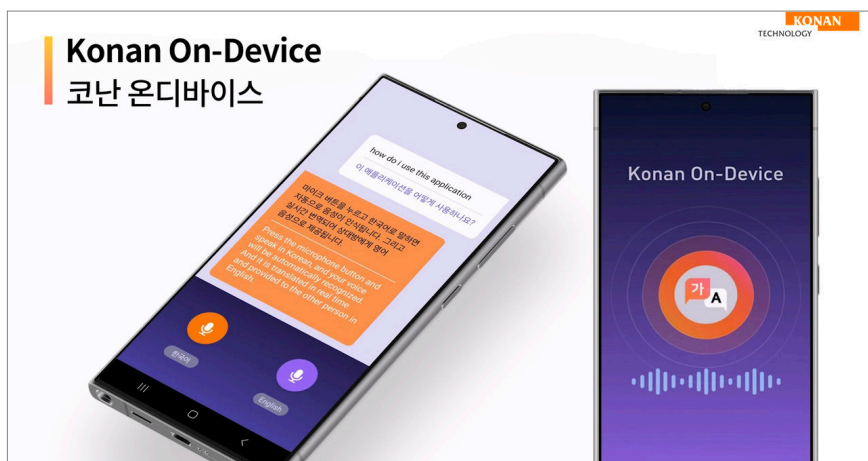 Konan On-Device
코난 온디바이스
KONAN
TECHNOLOGY
how do i use this application
이 애플리케이션을 어떻게 사용하나요?
마이크 버튼을 누르고 한국어로 말하면
자동으로 음성이 인식됩니다. 그리고
실시간 번역되어 상대방에게 영어
음성으로 제공됩니다.
Press the microphone button and
speak in Korean, and your voice
will be automatically recognized.
And it is translated in real time
and provided to the other person in
English.
한국어
English
Konan On-Device
가
A